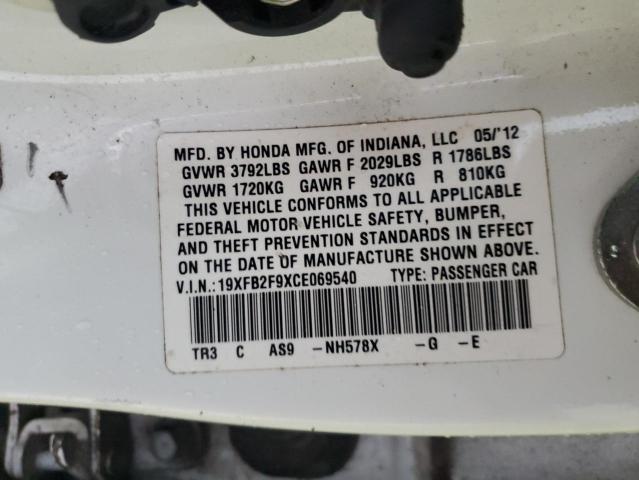 MFD. BY HONDA MFG. OF INDIANA, LLC 05/'12
GVWR 3792LBS GAWR F 2029LBS R 1786LBS
GVWR 1720KG GAWR F 920KG R 810KG
THIS VEHICLE CONFORMS TO ALL APPLICABLE
FEDERAL MOTOR VEHICLE SAFETY, BUMPER,
AND THEFT PREVENTION STANDARDS IN EFFECT
ON THE DATE OF MANUFACTURE SHOWN ABOVE.
V.I.N.:19XFB2F9XCE069540 TYPE: PASSENGER CAR
TR3 C AS9 -NH578X -G -E